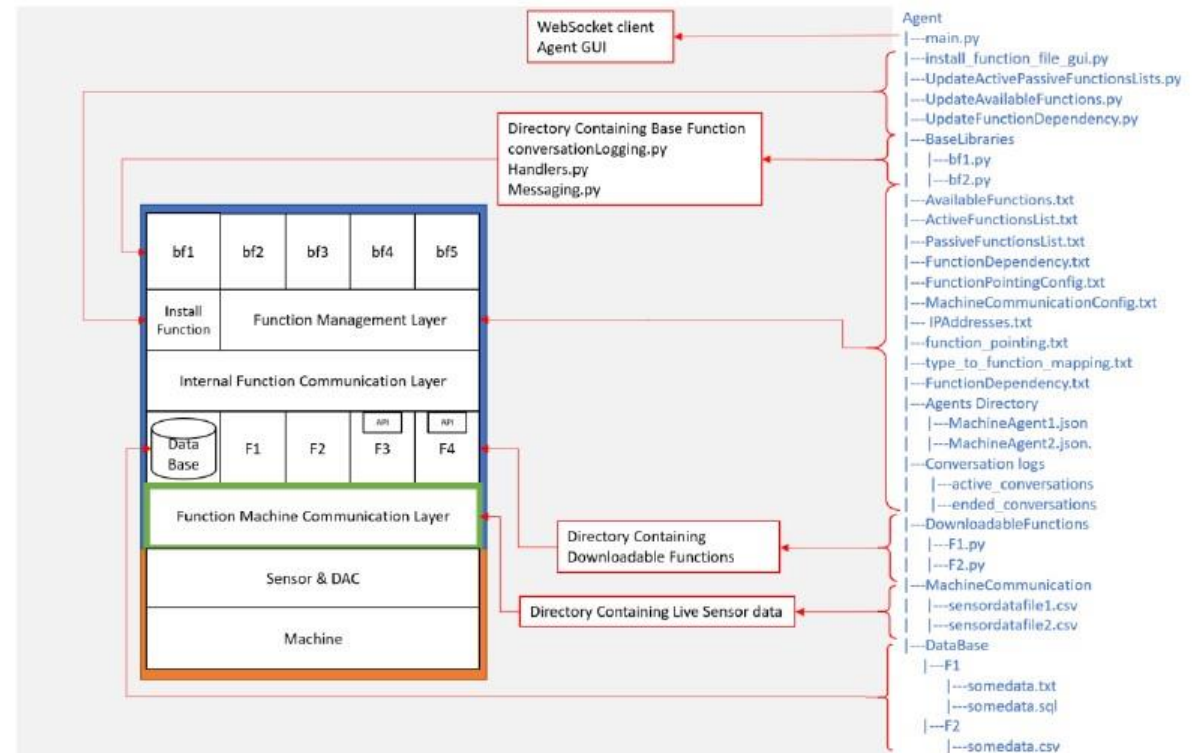 WebSocket client
Agent GUI
Directory Containing Base Function
conversationLogging.py
Handlers.py
Messaging.py
bf1 bf2 bf3 bf4 bf5
Install
Function
Function Management Layer
Internal Function Communication Layer
Data
Base
F1 F2
API
F3
API
F4
Function Machine Communication Layer
Sensor & DAC
Machine
Directory Containing
Downloadable Functions
Directory Containing Live Sensor data
Agent
|---main.py
|---install_function_file_gui.py
|---UpdateActivePassiveFunctionsLists.py
|---UpdateAvailableFunctions.py
|---UpdateFunctionDependency.py
|---BaseLibraries
| |---bf1.py
| |---bf2.py
|---AvailableFunctions.txt
|---ActiveFunctionsList.txt
|---PassiveFunctionsList.txt
|---FunctionDependency.txt
|---FunctionPointingConfig.txt
|---MachineCommunicationConfig.txt
|--- IPAddresses.txt
|---function_pointing.txt
|---type_to_function_mapping.txt
|---FunctionDependency.txt
|---Agents Directory
| |---MachineAgent1.json
| |---MachineAgent2.json.
|---Conversation logs
| |---active_conversations
| |---ended_conversations
|---DownloadableFunctions
| |---F1.py
| |---F2.py
|---MachineCommunication
| |---sensordatafile1.csv
| |---sensordatafile2.csv
|---DataBase
|---F1
|---somedata.txt
|---somedata.sql
|---F2
|---somedata.csv